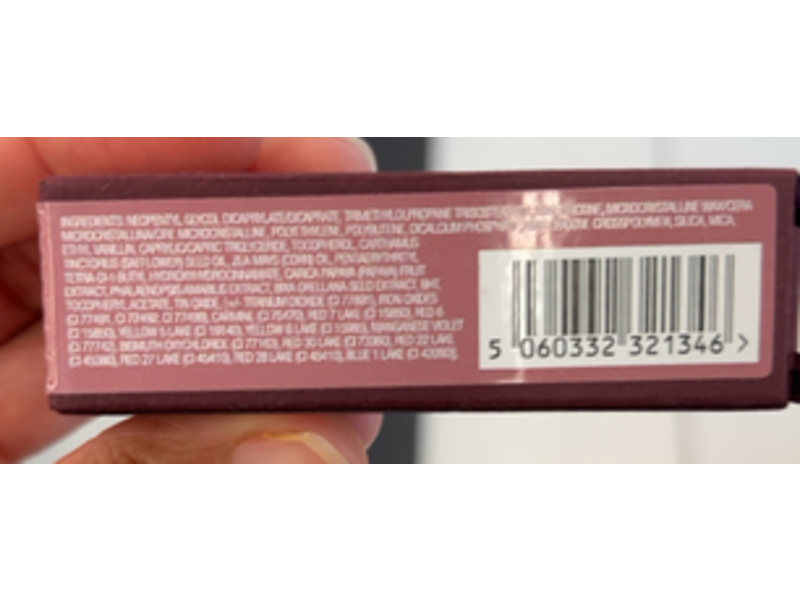 INGREDIENTS: NEOPENTYL GLYCOL DICAPRYLATE/DICAPRATE, TRIMETHYLOLPROPANE MICROCRYSTALLINE WAX/CERA
MICROCRISTALLINA/CIRE MICROCRISTALLINE, POLYETHYLENE, POLYBUTENE, DICALCIUM CROSSPOLYMER, SILICA, MICA,
ETHYL VANILLIN, CAPRYLIC/CAPRIC TRIGLYCERIDE, TOCOPHEROL, CARTHAMUS
TINCTORIUS (SAFFLOWER) SEED OIL, ZEA MAYS (CORN) OIL, PENTAERYTHRITYL
TETRA-DI-T-BUTYL HYDROXYHYDROCINNAMATE, CARICA PAPAYA (PAPAYA) FRUIT
EXTRACT, PHALAENOPSIS AMABILIS EXTRACT, BIXA ORELLANA SEED EXTRACT, BHT,
TOCOPHERYL ACETATE, TIN OXIDE, [+/- TITANIUM DIOXIDE (CI 77891), IRON OXIDES
(CI 77491, CI 77492, CI 77499), CARMINE (CI 75470), RED 7 LAKE (CI 15850), RED 6
(CI 15850), YELLOW 5 LAKE (CI 19140), YELLOW 6 LAKE (CI 15985), MANGANESE VIOLET
(CI 77742), BISMUTH OXYCHLORIDE (CI 77163), RED 30 LAKE (CI 73360), RED 22 LAKE
(CI 45380), RED 27 LAKE (CI 45410), RED 28 LAKE (CI 45410), BLUE 1 LAKE (CI 42090)].
5 060332 321346 >